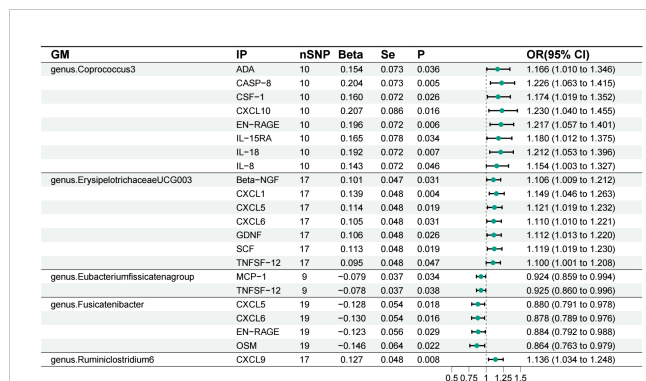 GM IP nSNP Beta Se P OR(95% CI)
genus.Coprococcus3 ADA 10 0.154 0.073 0.036 1.166 (1.010 to 1.346)
CASP−8 10 0.204 0.073 0.005 1.226 (1.063 to 1.415)
CSF−1 10 0.160 0.072 0.026 1.174 (1.019 to 1.352)
CXCL10 10 0.207 0.086 0.016 1.230 (1.040 to 1.455)
EN−RAGE 10 0.196 0.072 0.006 1.217 (1.057 to 1.401)
IL−15RA 10 0.165 0.078 0.034 1.180 (1.012 to 1.375)
IL−18 10 0.192 0.072 0.007 1.212 (1.053 to 1.396)
IL−8 10 0.143 0.072 0.046 1.154 (1.003 to 1.327)
genus.ErysipelotrichaceaeUCG003 Beta−NGF 17 0.101 0.047 0.031 1.106 (1.009 to 1.212)
CXCL1 17 0.139 0.048 0.004 1.149 (1.046 to 1.263)
CXCL5 17 0.114 0.048 0.019 1.121 (1.019 to 1.232)
CXCL6 17 0.105 0.048 0.031 1.110 (1.010 to 1.221)
GDNF 17 0.106 0.048 0.026 1.112 (1.013 to 1.220)
SCF 17 0.113 0.048 0.019 1.119 (1.019 to 1.230)
TNFSF−12 17 0.095 0.048 0.047 1.100 (1.001 to 1.208)
genus.Eubacteriumfissicatenagroup MCP−1 9 −0.079 0.037 0.034 0.924 (0.859 to 0.994)
TNFSF−12 9 −0.078 0.037 0.038 0.925 (0.860 to 0.996)
genus.Fusicatenibacter CXCL5 19 −0.128 0.054 0.018 0.880 (0.791 to 0.978)
CXCL6 19 −0.130 0.054 0.016 0.878 (0.789 to 0.976)
EN−RAGE 19 −0.123 0.056 0.029 0.884 (0.792 to 0.988)
OSM 19 −0.146 0.064 0.022 0.864 (0.763 to 0.979)
genus.Ruminiclostridium6 CXCL9 17 0.127 0.048 0.008 1.136 (1.034 to 1.248)
0.5 0.75 1 1.25 1.5